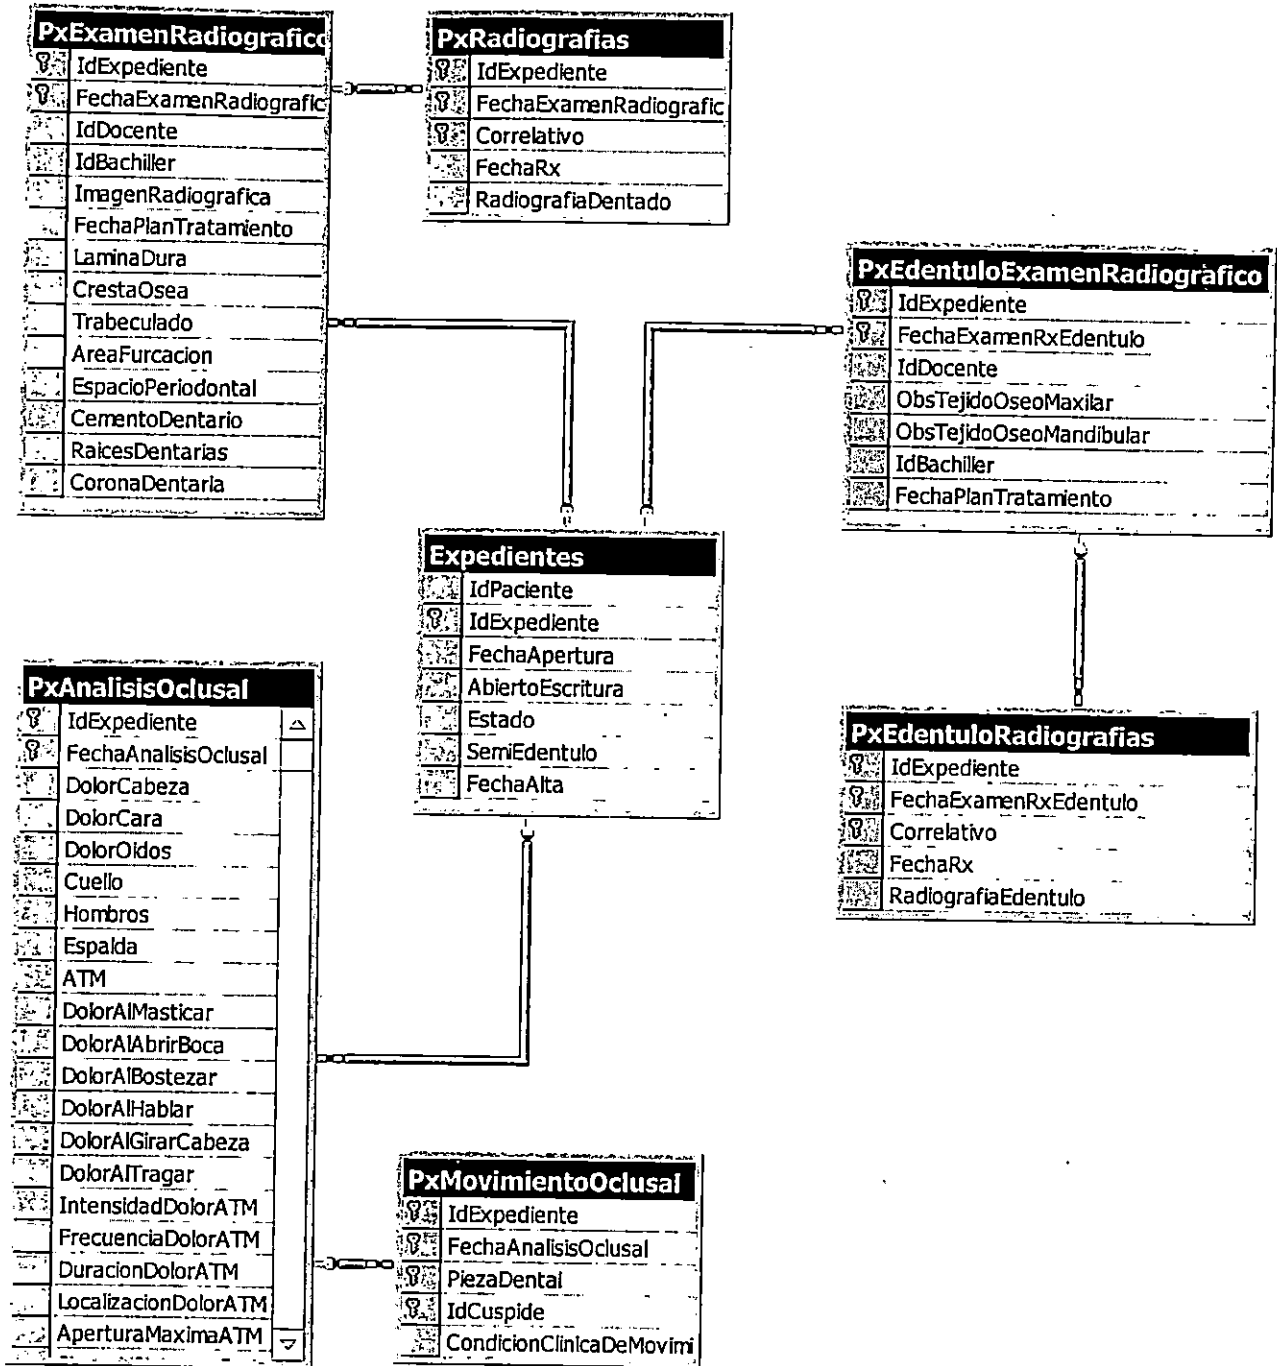 PxExamenRadiografico
IdExpediente
FechaExamenRadiografic
IdDocente
IdBachiller
ImagenRadiografica
FechaPlanTratamiento
LaminaDura
CrestaOsea
Trabeculado
AreaFurcacion
EspacioPeriodontal
CementoDentario
RaicesDentarias
CoronaDentaria
PxRadiografias
IdExpediente
FechaExamenRadiografic
Correlativo
FechaRx
RadiografiaDentado
PxEdentuloExamenRadiografico
IdExpediente
FechaExamenRxEdentulo
IdDocente
ObsTejidoOseoMaxilar
ObsTejidoOseoMandibular
IdBachiller
FechaPlanTratamiento
Expedientes
IdPaciente
IdExpediente
FechaApertura
AbiertoEscritura
Estado
SemiEdentulo
FechaAlta
PxEdentuloRadiografias
IdExpediente
FechaExamenRxEdentulo
Correlativo
FechaRx
RadiografiaEdentulo
PxAnalisisOclusal
IdExpediente
FechaAnalisisOclusal
DolorCabeza
DolorCara
DolorOidos
Cuello
Hombros
Espalda
ATM
DolorAlMasticar
DolorAlAbrirBoca
DolorAlBostezar
DolorAlHablar
DolorAlGirarCabeza
DolorAlTragar
IntensidadDolorATM
FrecuenciaDolorATM
DuracionDolorATM
LocalizacionDolorATM
AperturaMaximaATM
PxMovimientoOclusal
IdExpediente
FechaAnalisisOclusal
PiezaDental
IdCuspide
CondicionClinicaDeMovimi